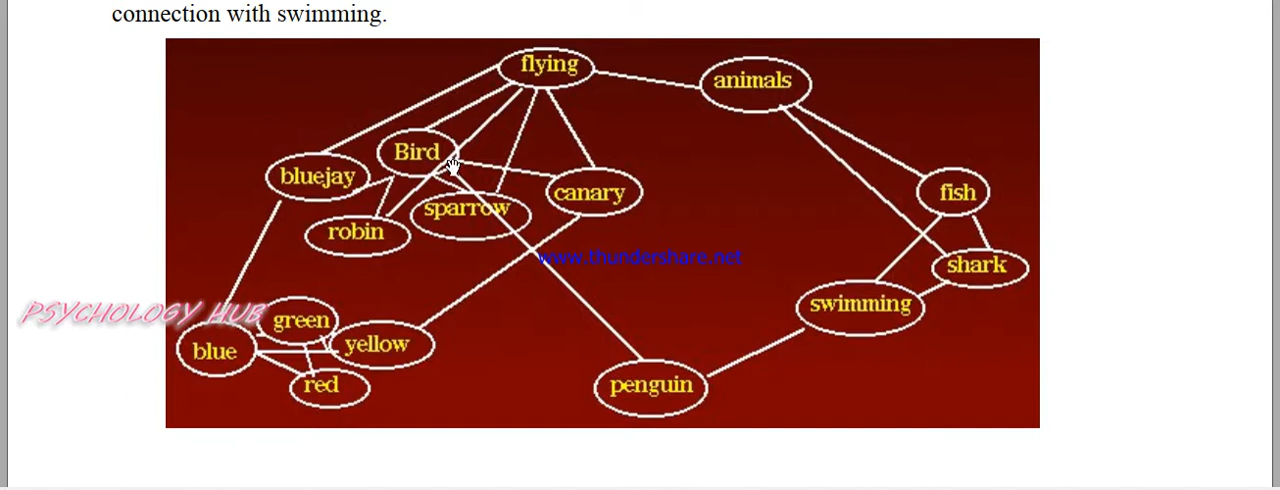 connection with swimming.
flying
animals
Bird
bluejay
canary
fish
sparrow
robin
www.thundershare.net
shark
PSYCHOLOGY HUB
green
swimming
blue
yellow
red
penguin